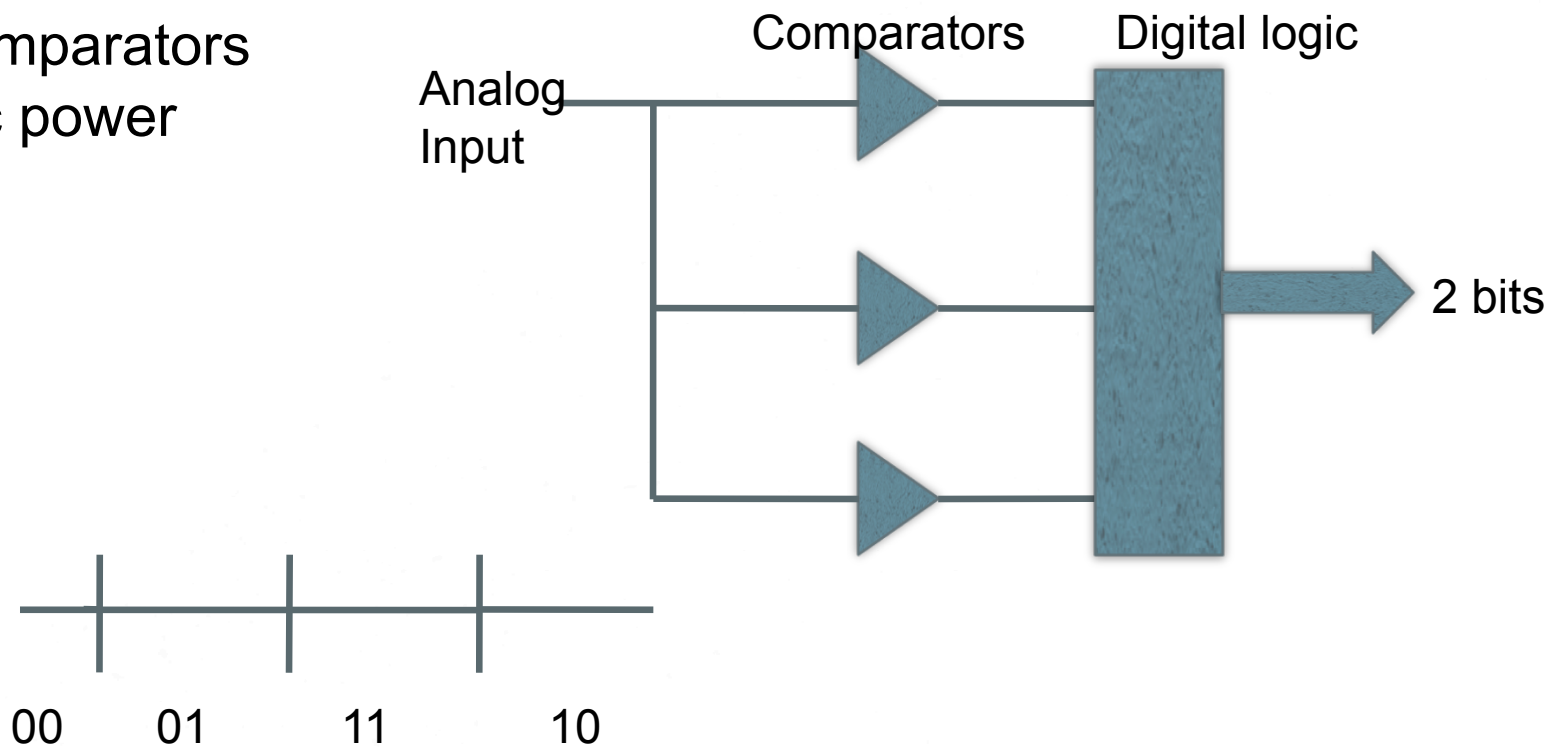 mparators
c power
Comparators
Digital logic
Analog
Input
2 bits
00 01 11 10